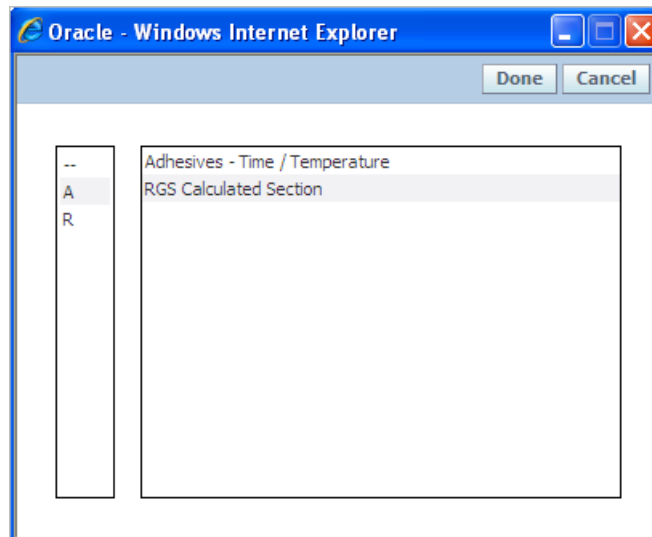 Oracle - Windows Internet Explorer
Done Cancel
--
A
R
Adhesives - Time / Temperature
RGS Calculated Section